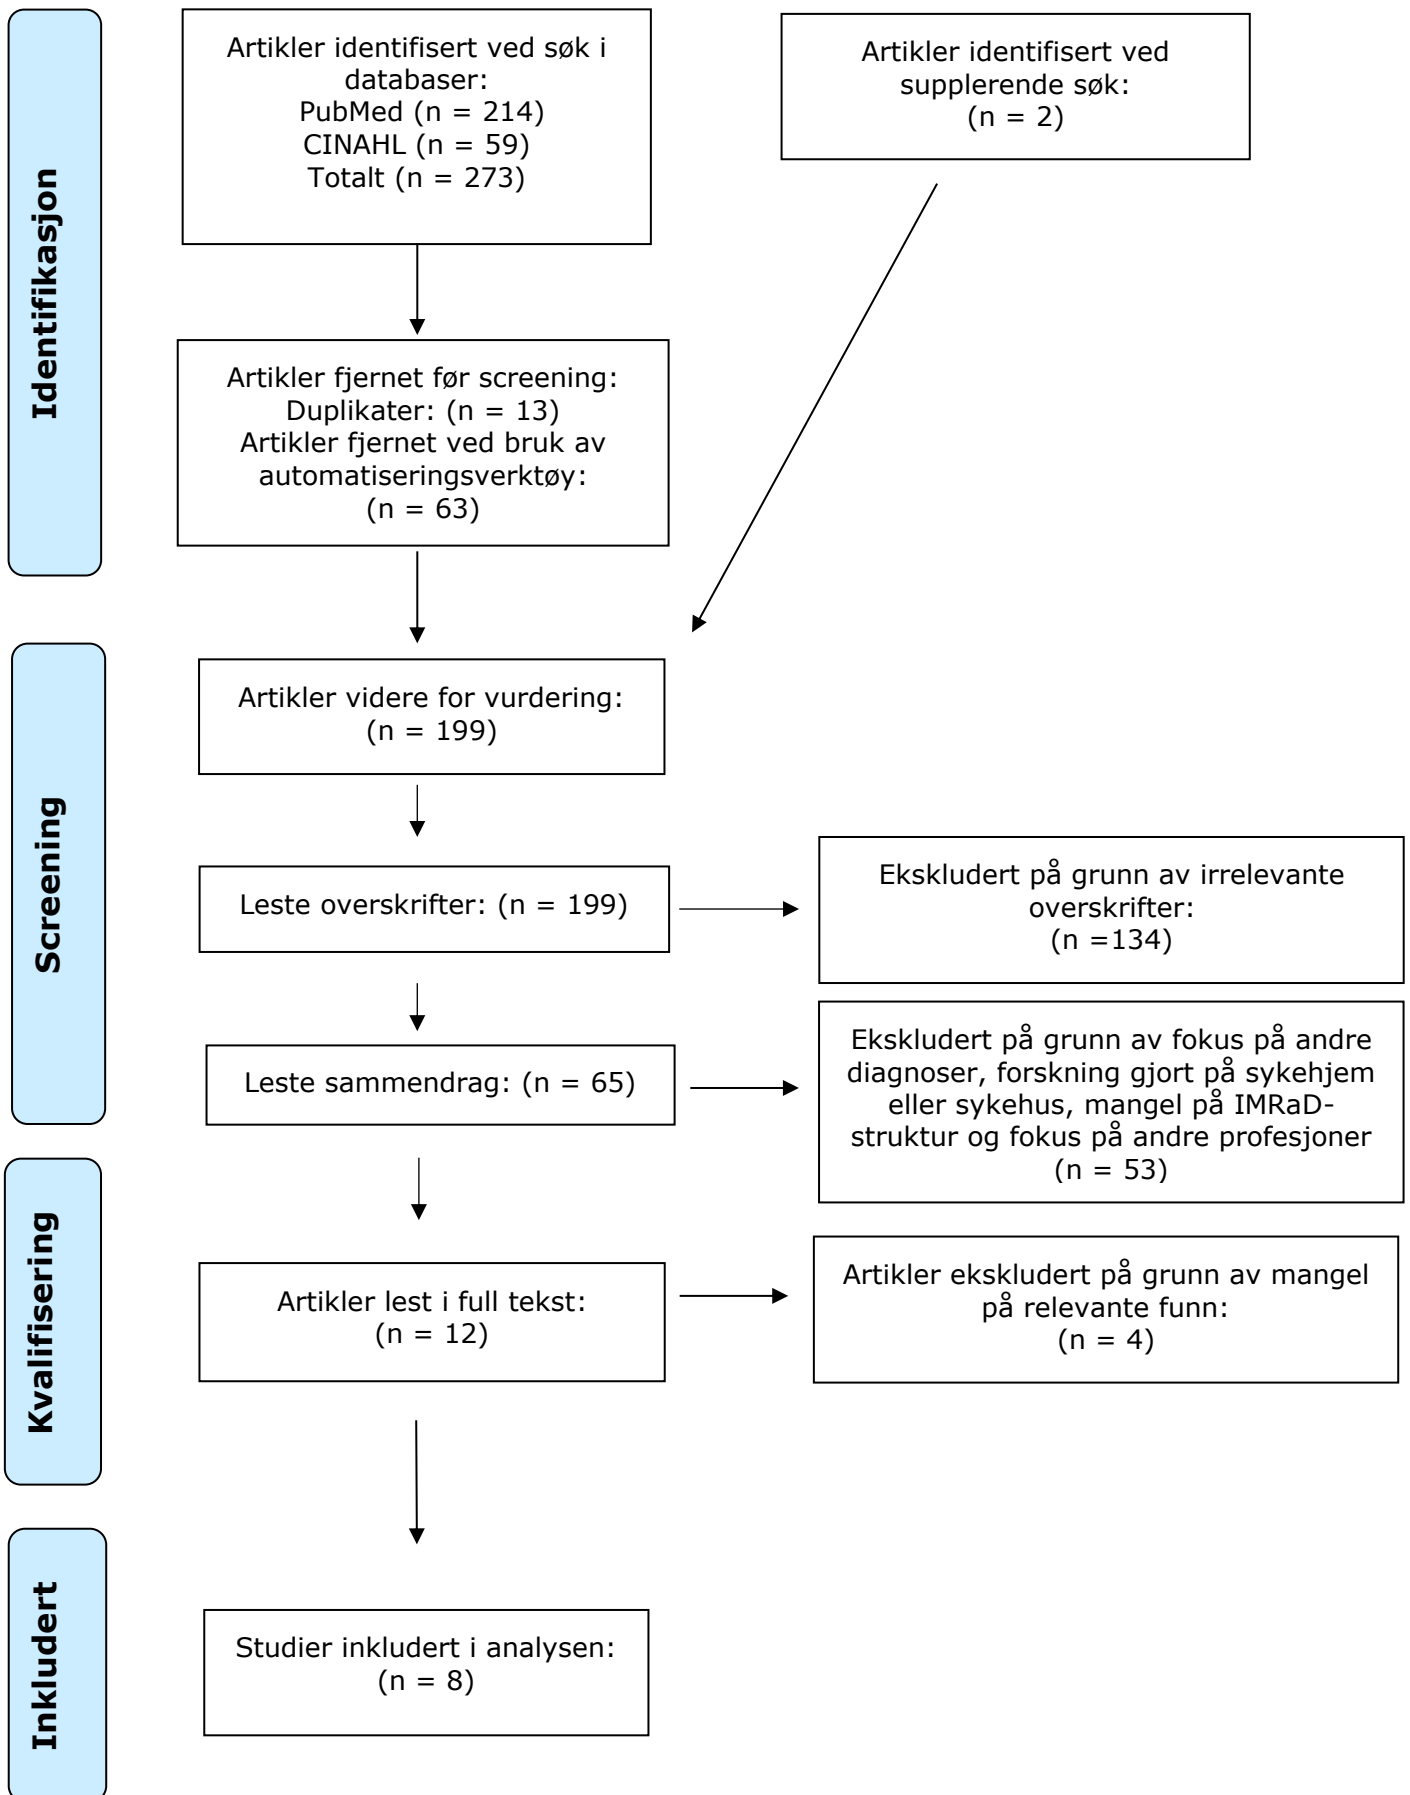 Identifikasjon
Artikler identifisert ved søk i
databaser:
PubMed (n = 214)
CINAHL (n = 59)
Totalt (n = 273)
Artikler identifisert ved
supplerende søk:
(n = 2)
Artikler fjernet før screening:
Duplikater: (n = 13)
Artikler fjernet ved bruk av
automatiseringsverktøy:
(n = 63)
Screening
Artikler videre for vurdering:
(n = 199)
Leste overskrifter: (n = 199)
Ekskludert på grunn av irrelevante
overskrifter:
(n =134)
Leste sammendrag: (n = 65)
Ekskludert på grunn av fokus på andre
diagnoser, forskning gjort på sykehjem
eller sykehus, mangel på IMRaD-
struktur og fokus på andre profesjoner
(n = 53)
Kvalifisering
Artikler lest i full tekst:
(n = 12)
Artikler ekskludert på grunn av mangel
på relevante funn:
(n = 4)
Inkludert
Studier inkludert i analysen:
(n = 8)